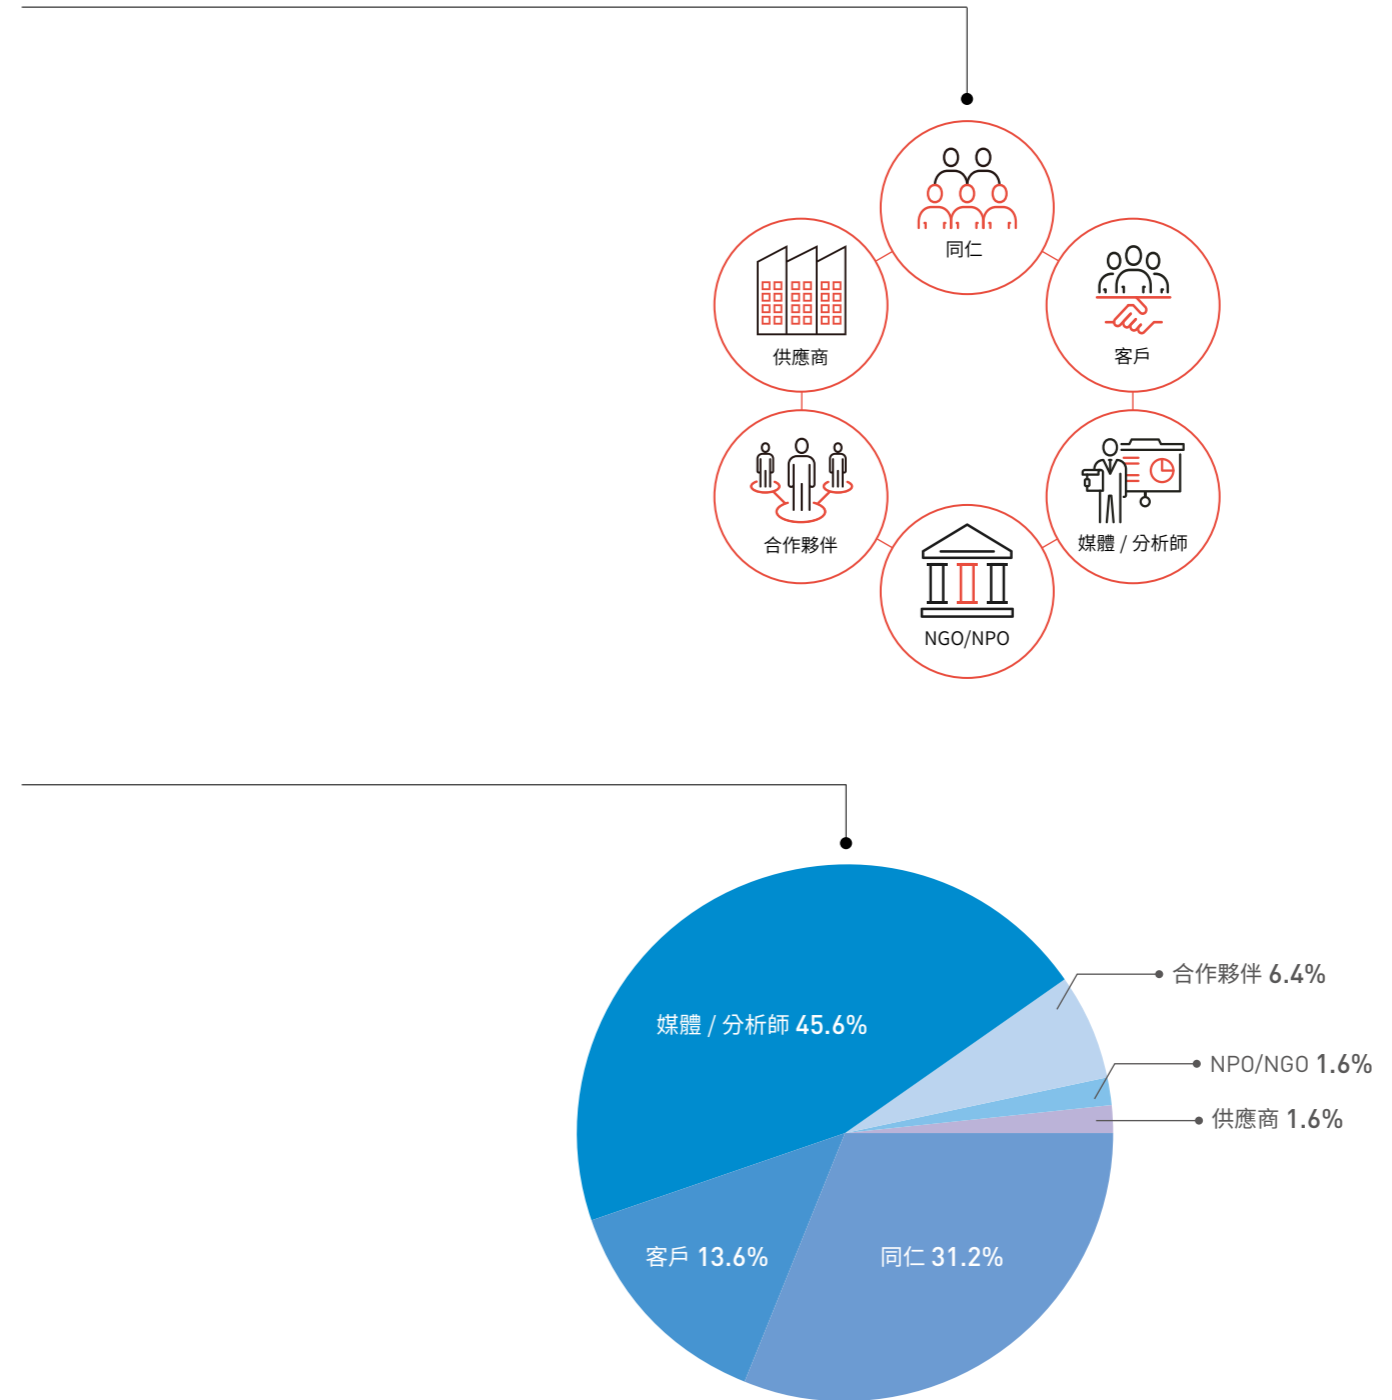 同仁
供應商
客戶
合作夥伴
媒體 / 分析師
NGO/NPO
合作夥伴 6.4%
媒體 / 分析師 45.6%
NPO/NGO 1.6%
供應商 1.6%
客戶 13.6%
同仁 31.2%